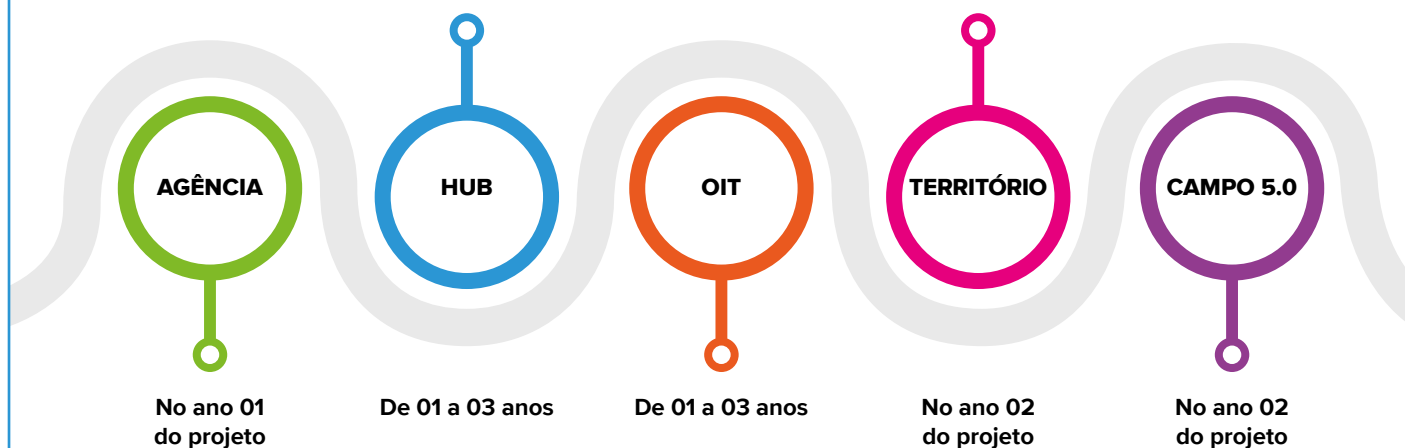 AGÊNCIA
HUB
OIT
TERRITÓRIO
CAMPO 5.0
No ano 01
do projeto
De 01 a 03 anos
De 01 a 03 anos
No ano 02
do projeto
No ano 02
do projeto